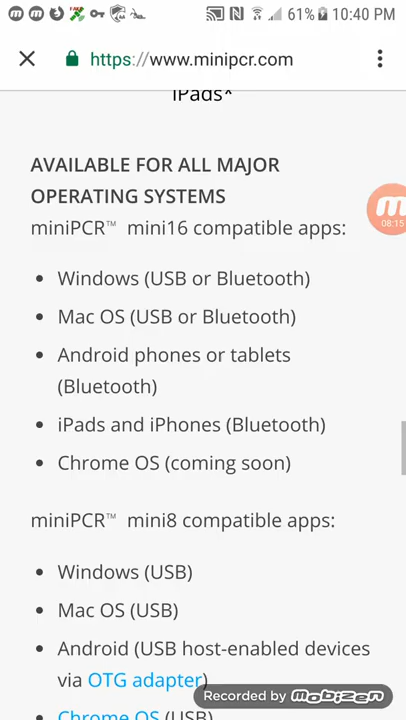 61% 10:40 PM
https://www.minipcr.com
iPads*
AVAILABLE FOR ALL MAJOR
OPERATING SYSTEMS
miniPCR™ mini16 compatible apps:
08:15
• Windows (USB or Bluetooth)
• Mac OS (USB or Bluetooth)
• Android phones or tablets
(Bluetooth)
• iPads and iPhones (Bluetooth)
• Chrome OS (coming soon)
miniPCR™ mini8 compatible apps:
• Windows (USB)
• Mac OS (USB)
• Android (USB host-enabled devices
via OTG adapter)
• Chrome OS (USB)
Recorded by mobizen